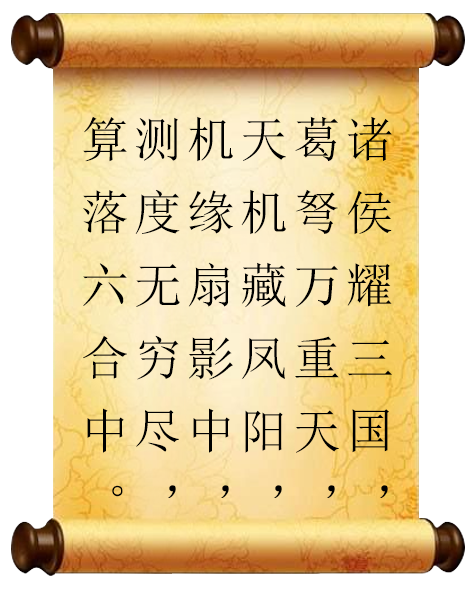 诸侯耀三国，
葛弩万重天，
天机藏凤阳，
机缘扇影中，
测度无穷尽，
算落六合中。